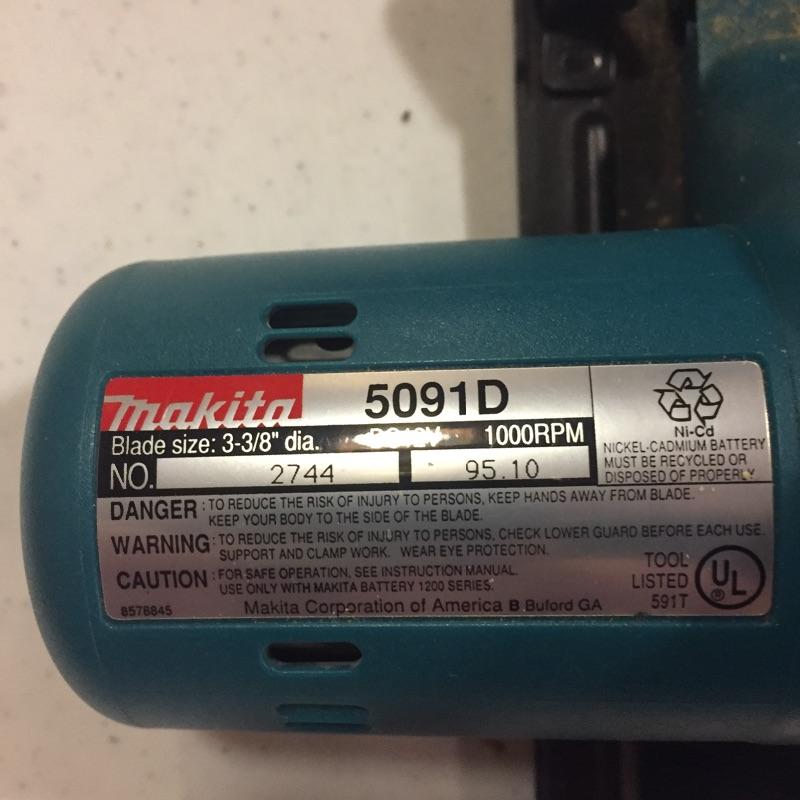 makita
5091D
Blade size: 3-3/8" dia. DC12V 1000RPM
NO. 2744 95.10
Ni-Cd
NICKEL-CADMIUM BATTERY
MUST BE RECYCLED OR
DISPOSED OF PROPERLY.
DANGER : TO REDUCE THE RISK OF INJURY TO PERSONS, KEEP HANDS AWAY FROM BLADE.
KEEP YOUR BODY TO THE SIDE OF THE BLADE.
WARNING : TO REDUCE THE RISK OF INJURY TO PERSONS, CHECK LOWER GUARD BEFORE EACH USE.
SUPPORT AND CLAMP WORK. WEAR EYE PROTECTION.
CAUTION : FOR SAFE OPERATION, SEE INSTRUCTION MANUAL.
USE ONLY WITH MAKITA BATTERY 1200 SERIES.
TOOL
LISTED
591T
UL ®
8578845
Makita Corporation of America B Buford GA